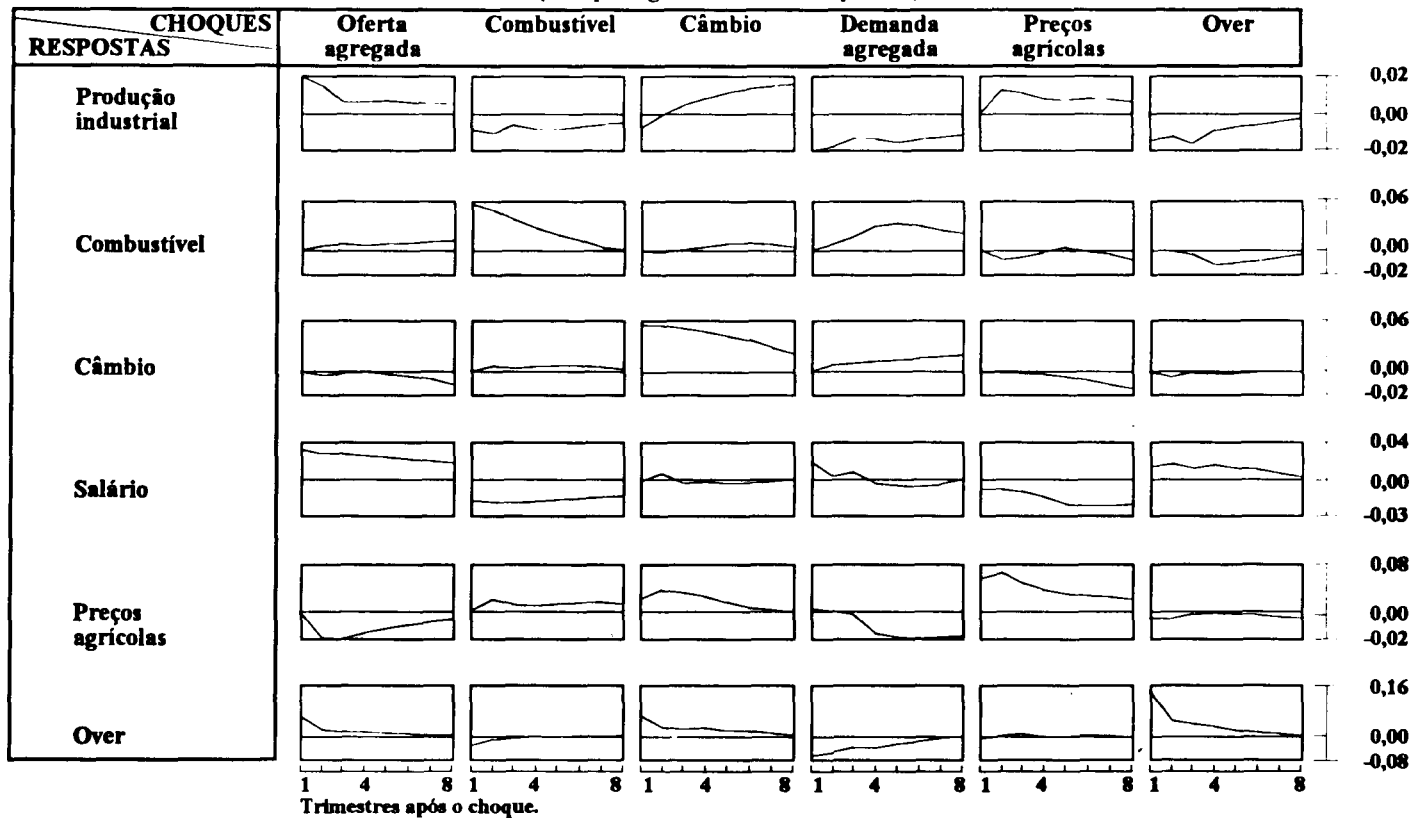 CHOQUES
RESPOSTAS
Oferta agregada
Combustível
Câmbio
Demanda agregada
Preços agrícolas
Over
Produção industrial
0,02
0,00
-0,02
Combustível
0,06
0,00
-0,02
Câmbio
0,06
0,00
-0,02
Salário
0,04
0,00
-0,03
Preços agrícolas
0,08
0,00
-0,02
Over
0,16
0,00
-0,08
1 4 8 1 4 8 1 4 8 1 4 8 1 4 8 1 4 8
Trimestres após o choque.